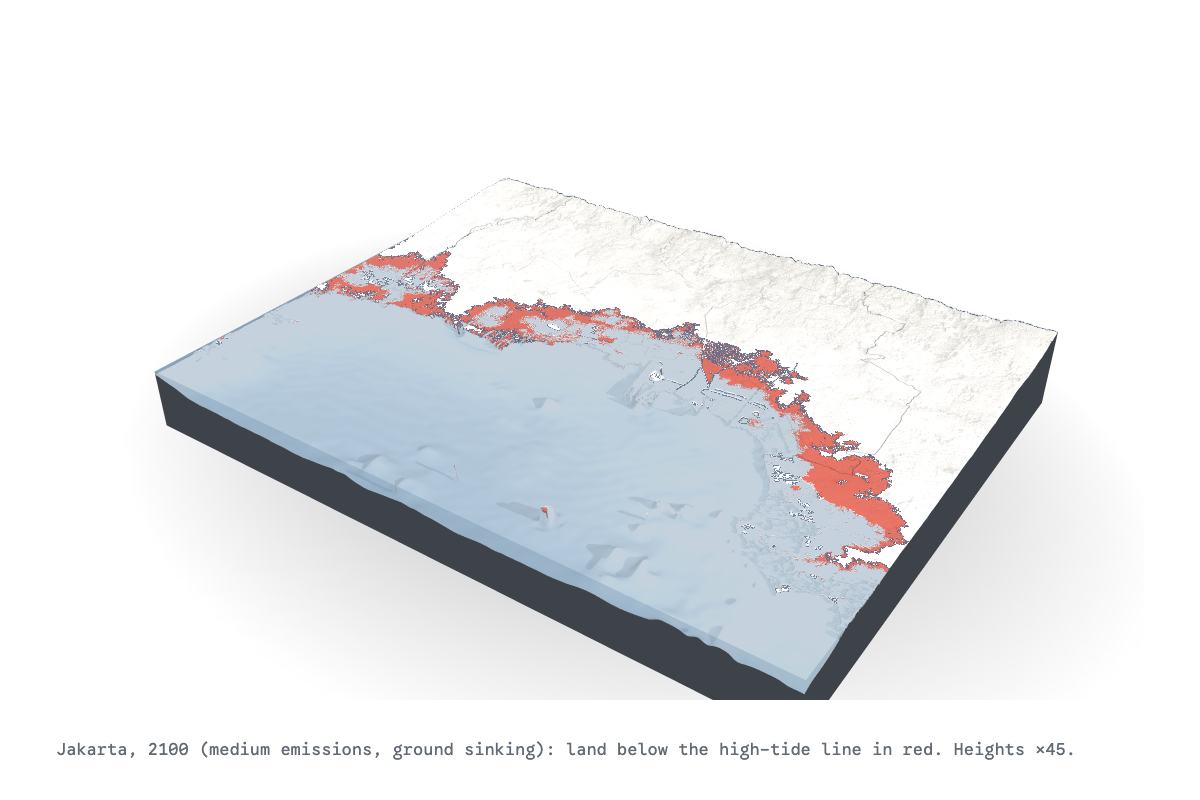 Jakarta, 2100 (medium emissions, ground sinking): land below the high-tide line in red. Heights ×45.